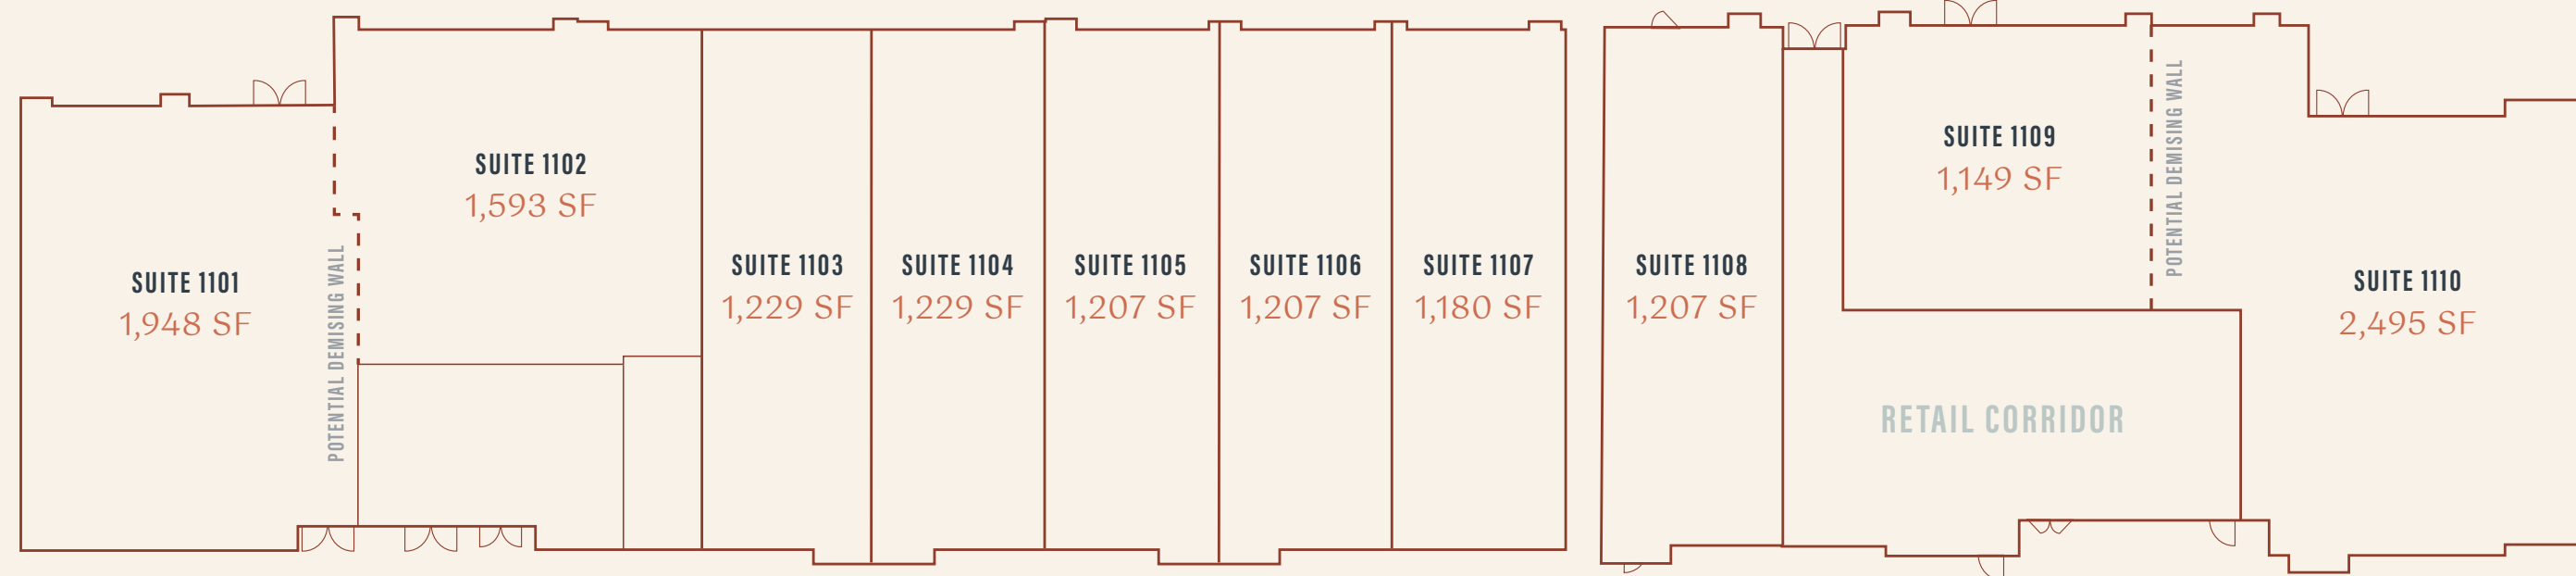 SUITE 1101
1,948 SF
POTENTIAL DEMISING WALL
SUITE 1102
1,593 SF
SUITE 1103
1,229 SF
SUITE 1104
1,229 SF
SUITE 1105
1,207 SF
SUITE 1106
1,207 SF
SUITE 1107
1,180 SF
SUITE 1108
1,207 SF
SUITE 1109
1,149 SF
POTENTIAL DEMISING WALL
RETAIL CORRIDOR
SUITE 1110
2,495 SF